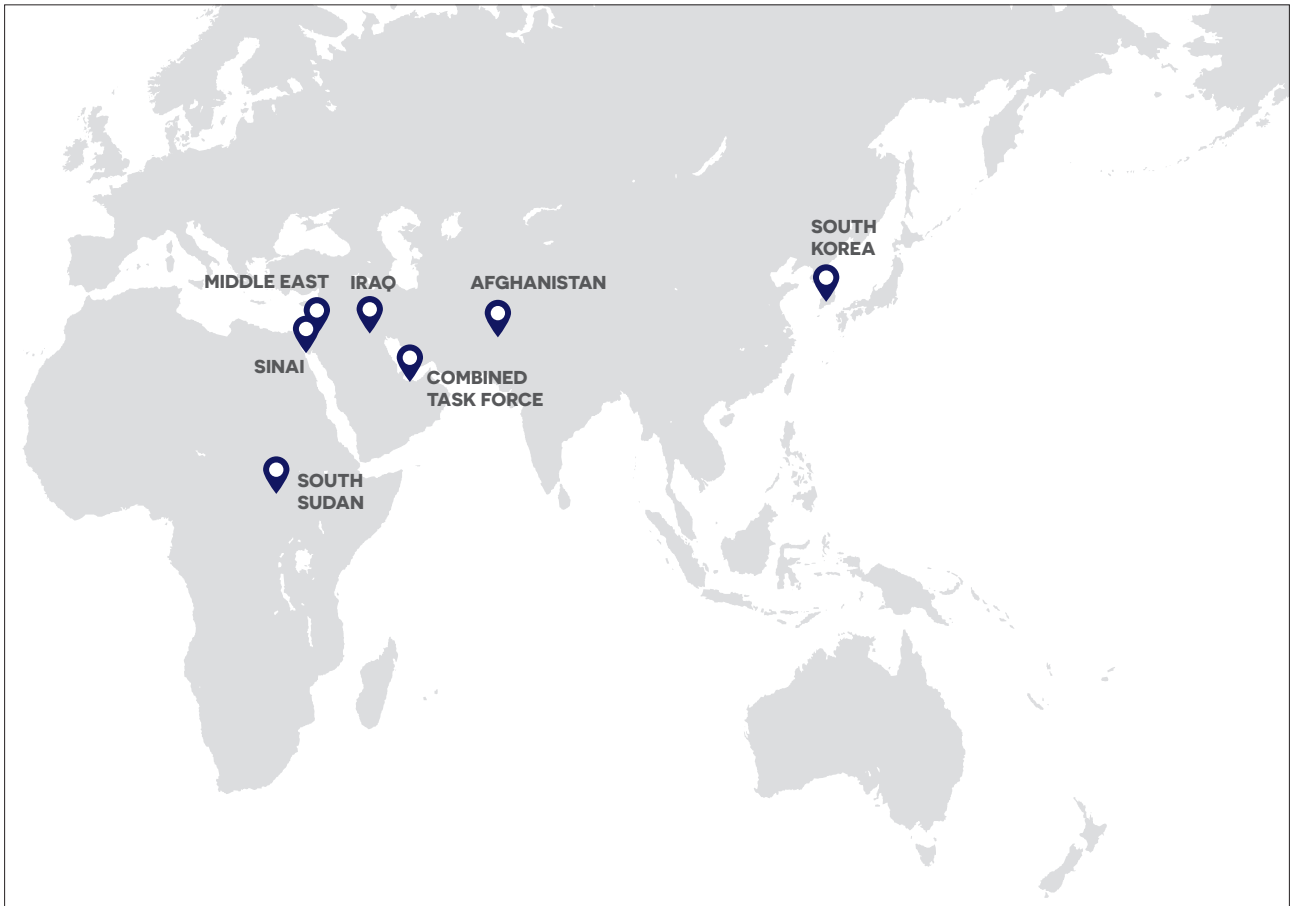 SOUTH
KOREA
MIDDLE EAST
IRAQ
AFGHANISTAN
SINAI
COMBINED
TASK FORCE
SOUTH
SUDAN